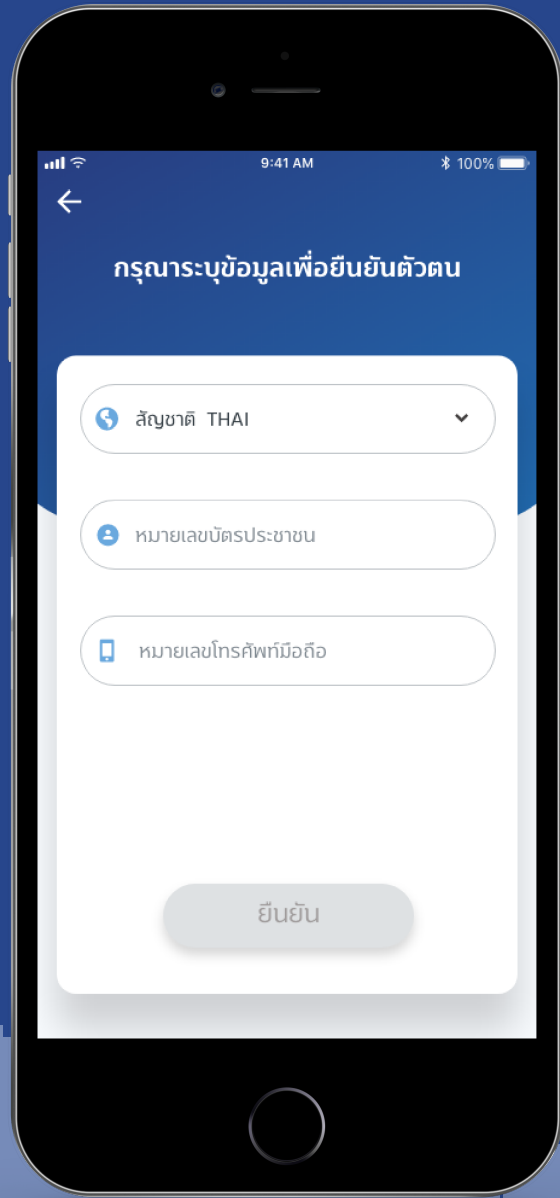 9:41 AM
100%
กรุณาระบุข้อมูลเพื่อยืนยันตัวตน
สัญชาติ THAI
หมายเลขบัตรประชาชน
หมายเลขโทรศัพท์มือถือ
ยืนยัน